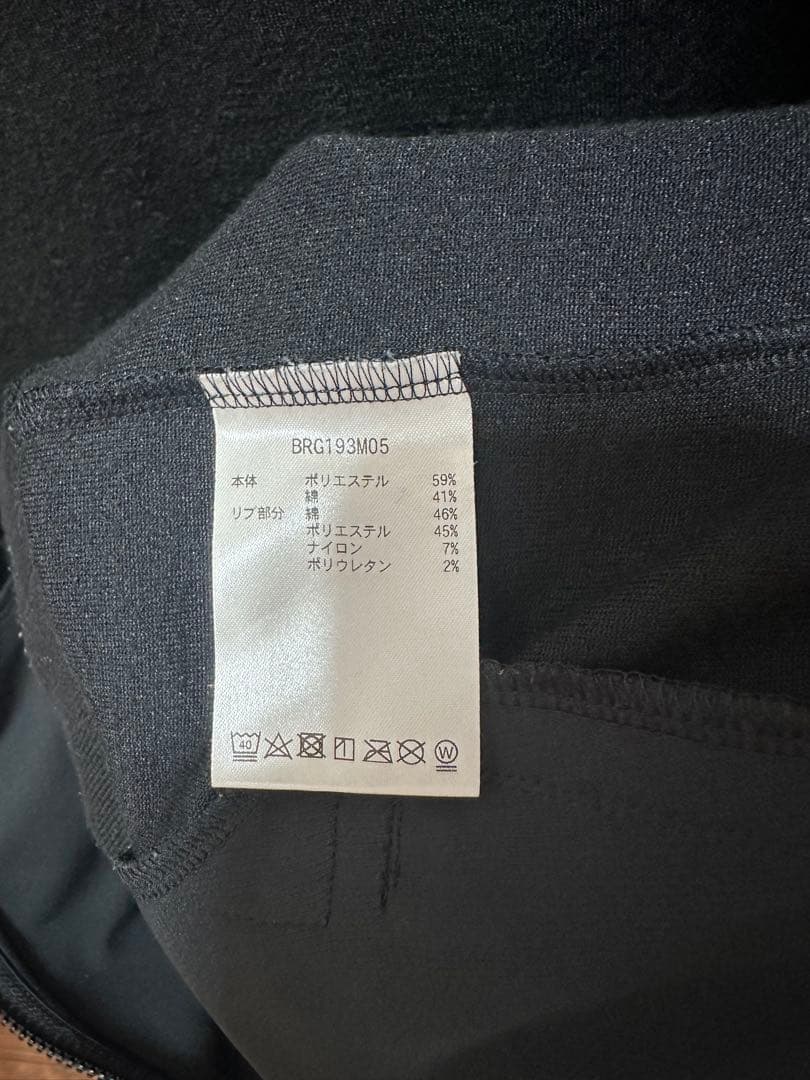 BRG193M05
本体 ポリエステル 59%
綿 41%
リブ部分 綿 46%
ポリエステル 45%
ナイロン 7%
ポリウレタン 2%
40 W